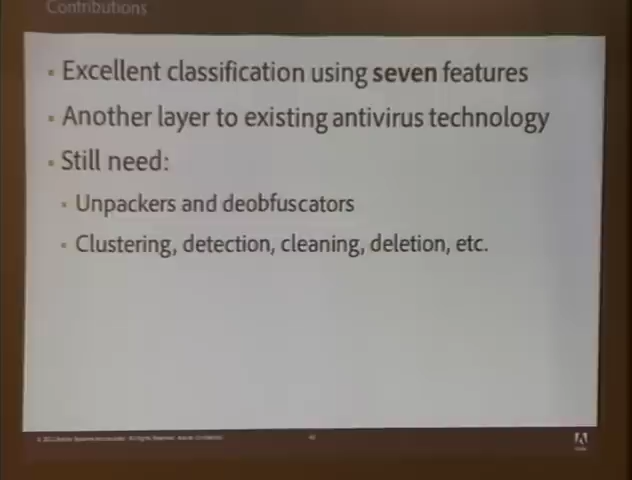 Contributions
▪ Excellent classification using seven features
▪ Another layer to existing antivirus technology
▪ Still need:
▪ Unpackers and deobfuscators
▪ Clustering, detection, cleaning, deletion, etc.
Adobe